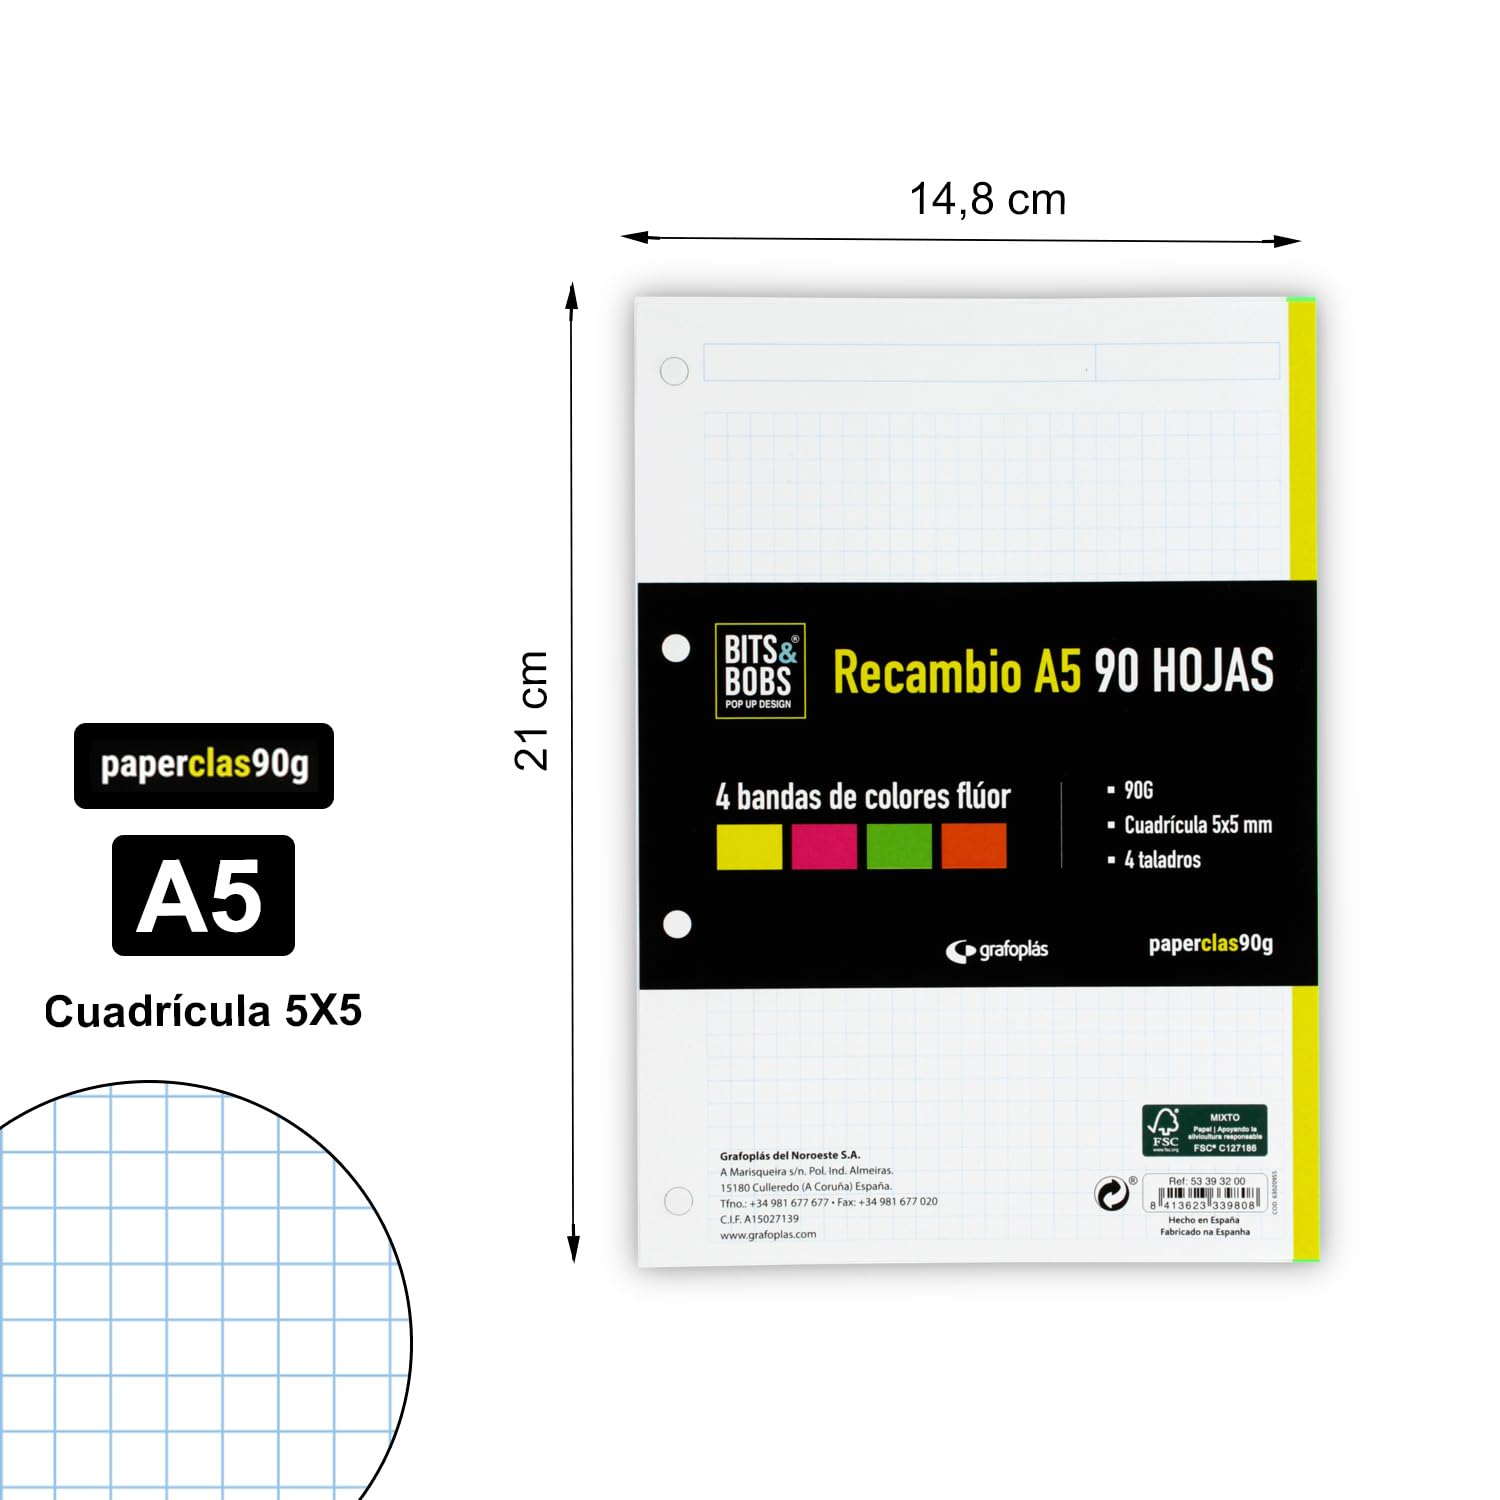 14,8 cm
21 cm
BITS&®
BOBS
POP UP DESIGN
Recambio A5 90 HOJAS
4 bandas de colores flúor
▪ 90G
▪ Cuadrícula 5x5 mm
▪ 4 taladros
grafoplás
paperclas90g
paperclas90g
A5
Cuadrícula 5X5
Grafoplás del Noroeste S.A.
A Marisqueira s/n. Pol. Ind. Almeiras.
15180 Culleredo (A Coruña) España.
Tfno.: +34 981 677 677 • Fax: +34 981 677 020
C.I.F. A15027139
www.grafoplas.com
FSC
www.fsc.org
MIXTO
Papel | Apoyando la
silvicultura responsable
FSC® C127186
®
Ref: 53 39 32 00
8 413623 339808
Hecho en España
Fabricado na Espanha